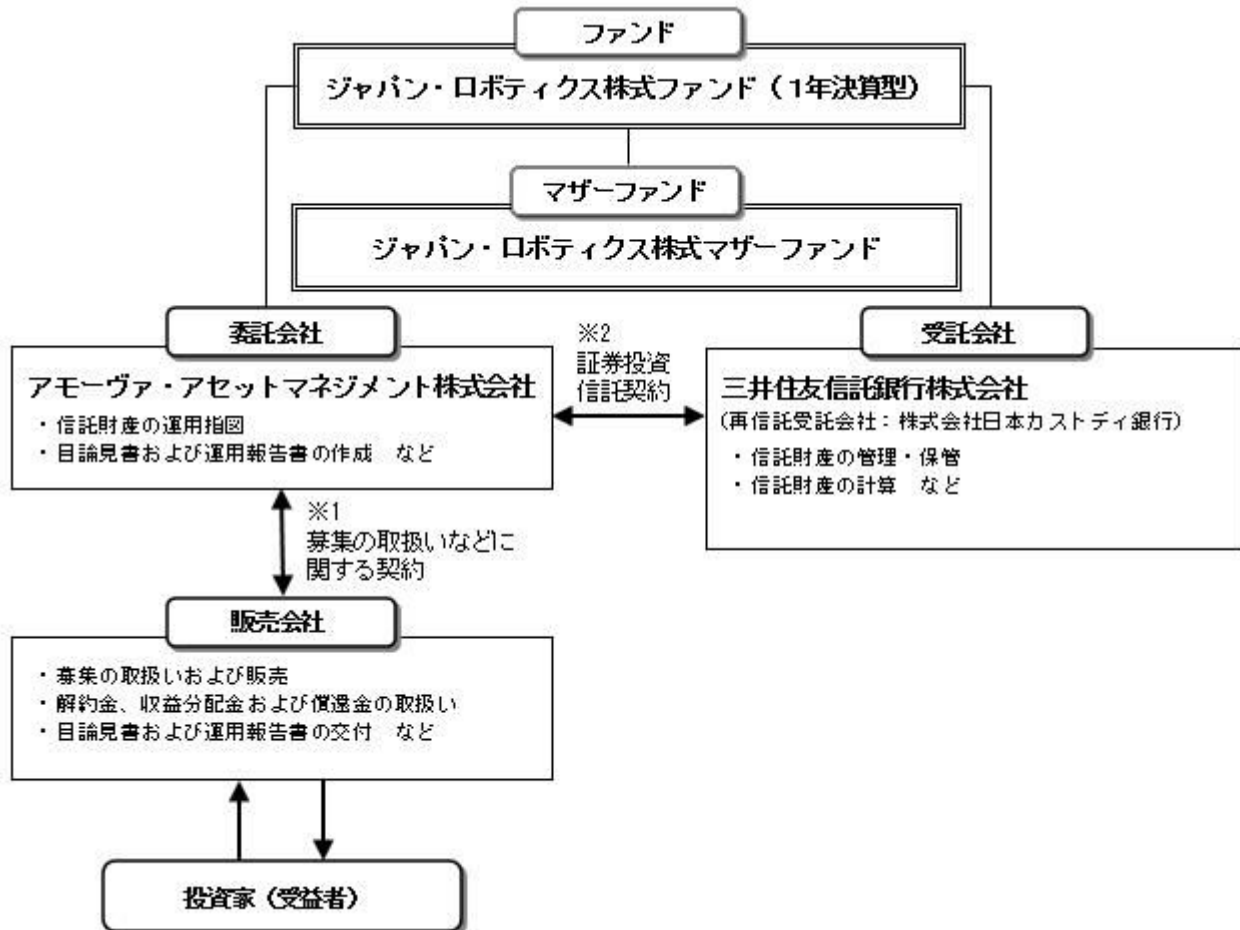 ファンド
ジャパン・ロボティクス株式ファンド（1年決算型）
マザーファンド
ジャパン・ロボティクス株式マザーファンド
委託会社
アモーヴァ・アセットマネジメント株式会社
・信託財産の運用指図
・目論見書および運用報告書の作成　など
※2
証券投資
信託契約
受託会社
三井住友信託銀行株式会社
(再信託受託会社：株式会社日本カストディ銀行)
・信託財産の管理・保管
・信託財産の計算　など
※1
募集の取扱いなどに
関する契約
販売会社
・募集の取扱いおよび販売
・解約金、収益分配金および償還金の取扱い
・目論見書および運用報告書の交付　など
投資家（受益者）